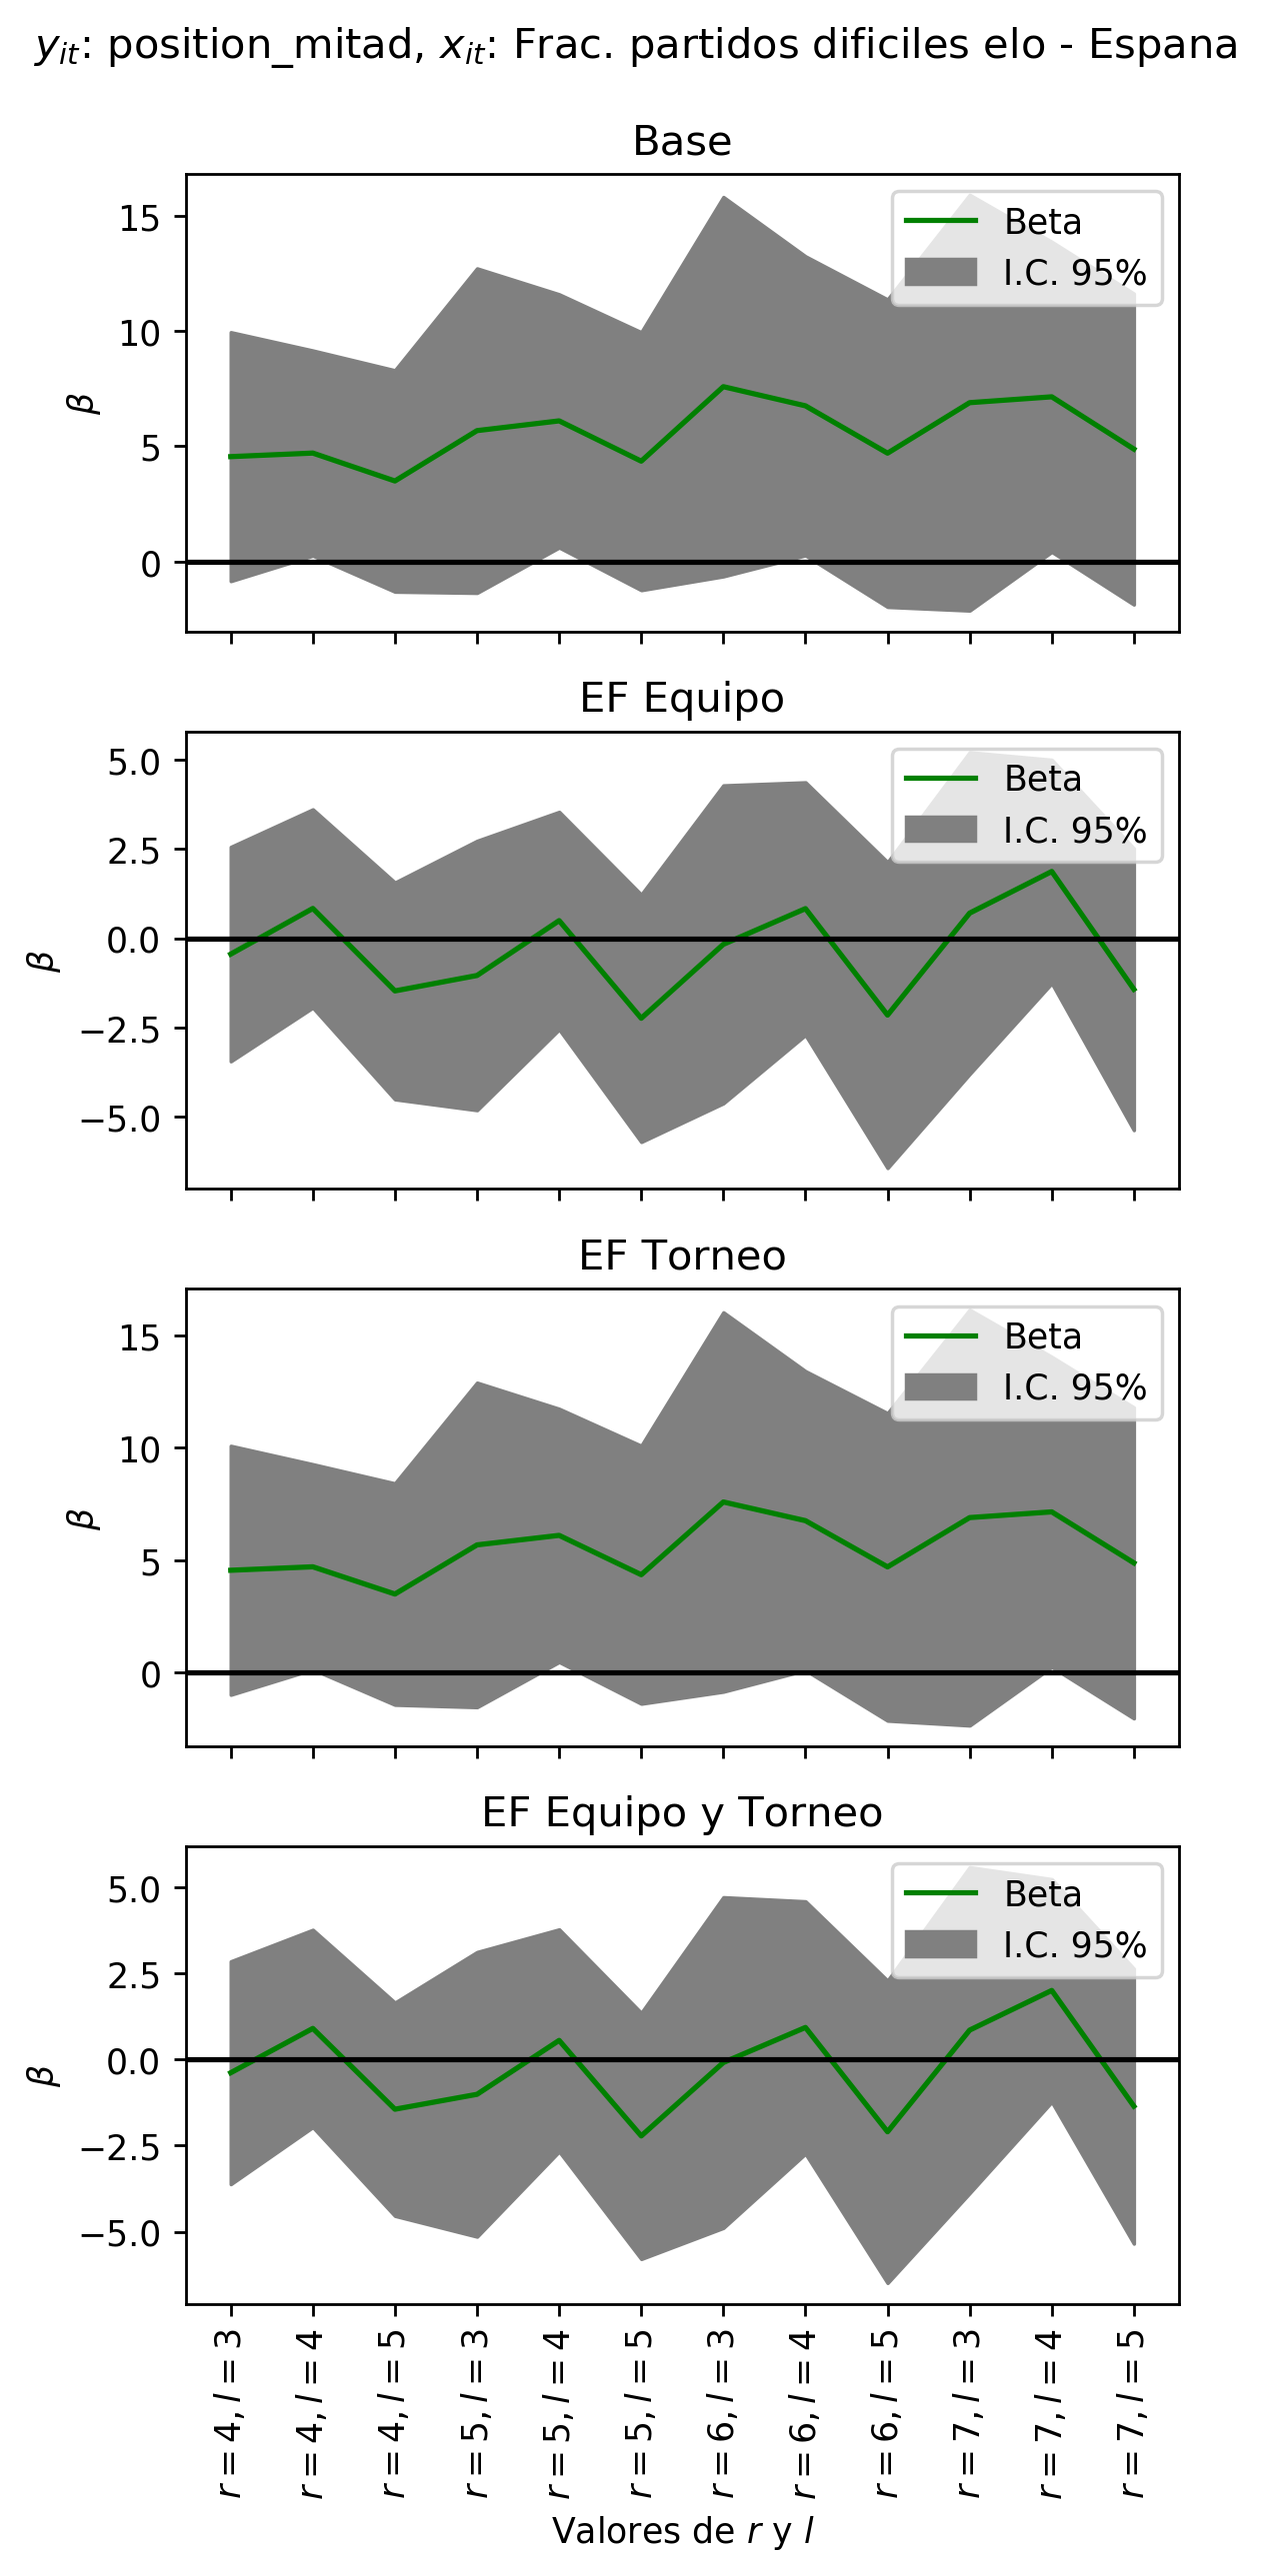 y_it: position_mitad, x_it: Frac. partidos dificiles elo - Espana
Base
15
10
5
0
β
Beta
I.C. 95%
EF Equipo
5.0
2.5
0.0
−2.5
−5.0
β
Beta
I.C. 95%
EF Torneo
15
10
5
0
β
Beta
I.C. 95%
EF Equipo y Torneo
5.0
2.5
0.0
−2.5
−5.0
β
Beta
I.C. 95%
r = 4, l = 3
r = 4, l = 4
r = 4, l = 5
r = 5, l = 3
r = 5, l = 4
r = 5, l = 5
r = 6, l = 3
r = 6, l = 4
r = 6, l = 5
r = 7, l = 3
r = 7, l = 4
r = 7, l = 5
Valores de r y l